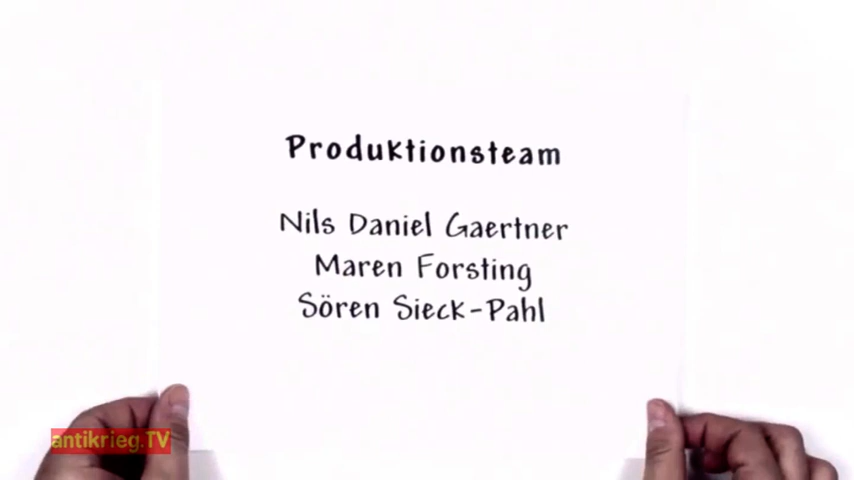 Produktionsteam
Nils Daniel Gaertner
Maren Forsting
Sören Sieck-Pahl
antikrieg.TV